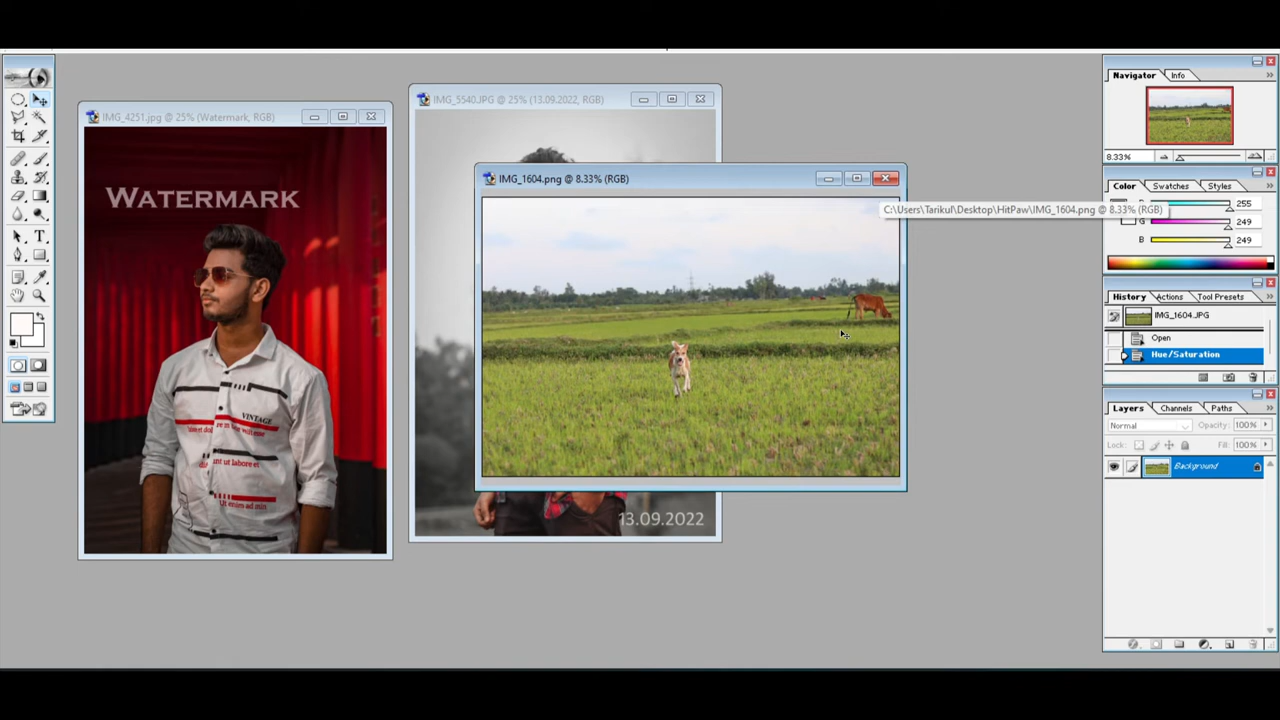 IMG_4251.jpg @ 25% (Watermark, RGB)
WATERMARK
VINTAGE
IMG_5540.JPG @ 25% (13.09.2022, RGB)
13.09.2022
IMG_1604.png @ 8.33% (RGB)
C:\Users\Tarikul\Desktop\HitPaw\IMG_1604.png @ 8.33% (RGB)
Navigator Info
8.33%
Color Swatches Styles
255
G 249
B 249
History Actions Tool Presets
IMG_1604.JPG
Open
Hue/Saturation
Layers Channels Paths
Normal Opacity: 100%
Lock: Fill: 100%
Background